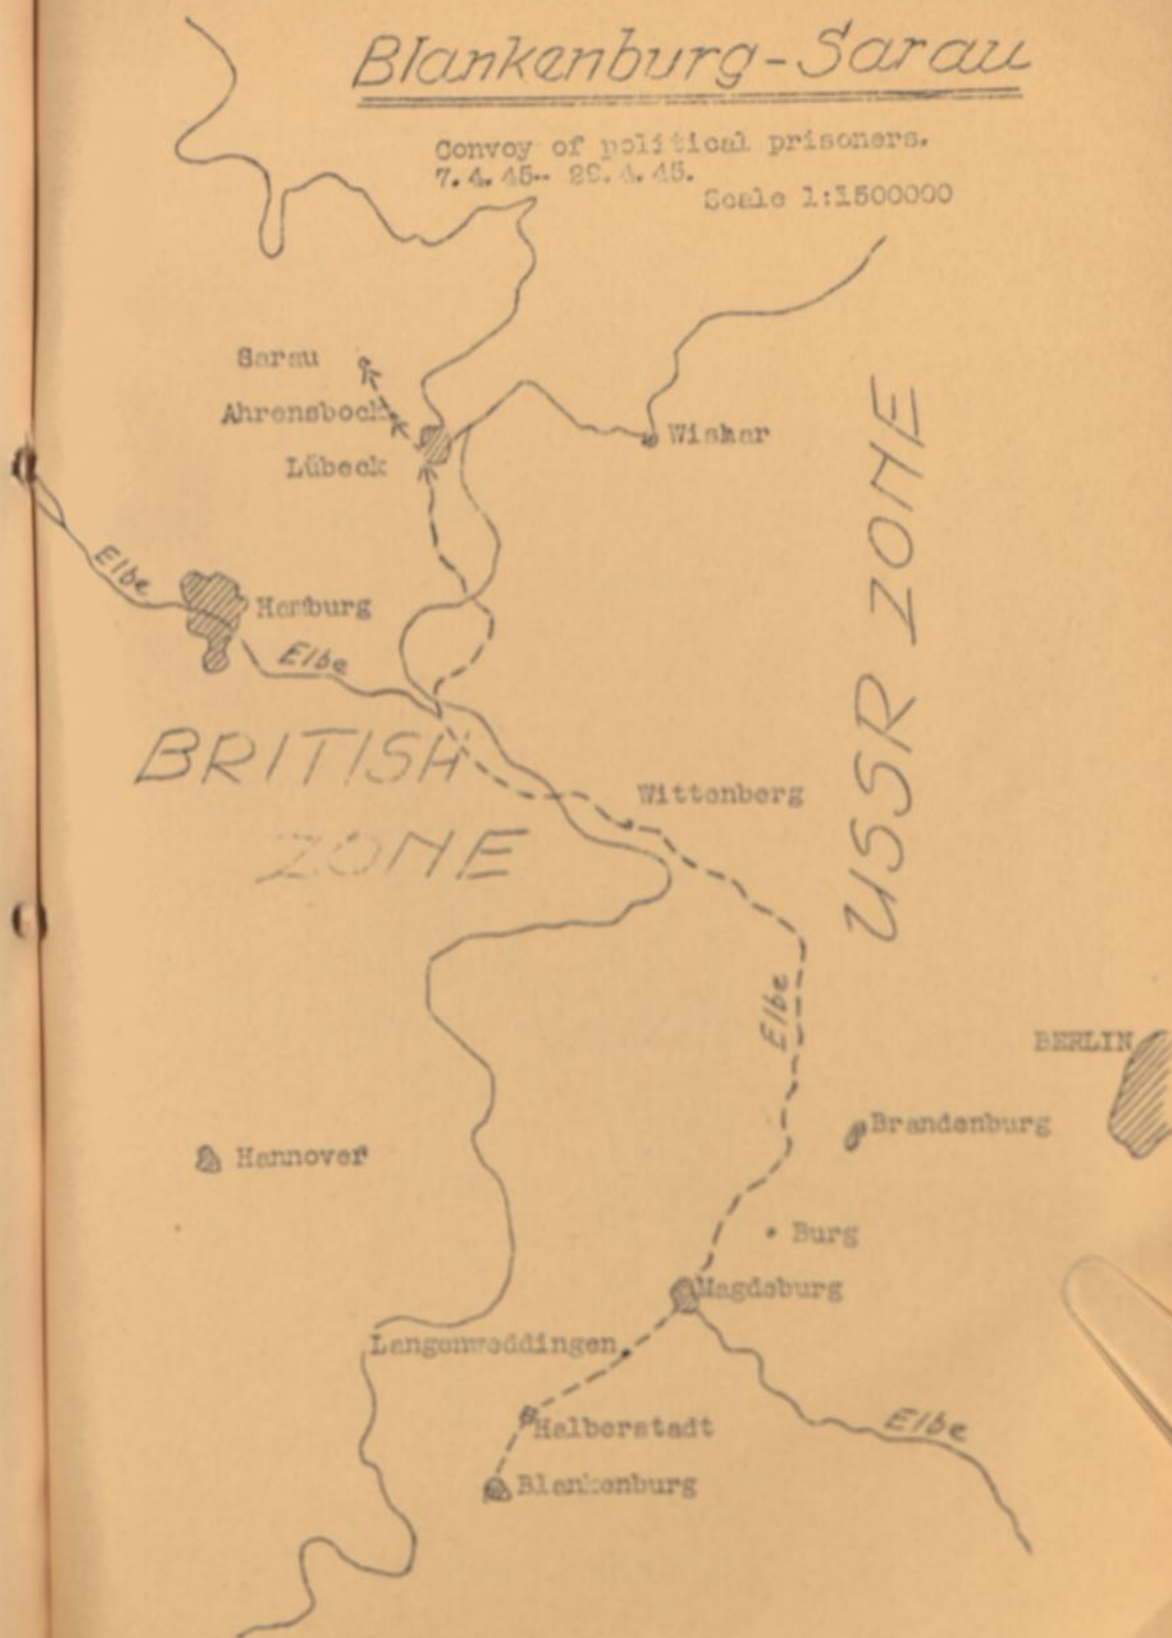 Blankenburg-Sarau
Convoy of political prisoners.
7.4.45-- 29.4.45.
Scale 1:1500000
Sarau
Ahrensbock
Lübeck
Wismar
Elbe
Hamburg
Elbe
BRITISH
ZONE
USSR ZONE
Wittenberg
Elbe
BERLIN
Brandenburg
Hannover
Burg
Magdeburg
Langenweddingen
Halberstadt
Elbe
Blankenburg